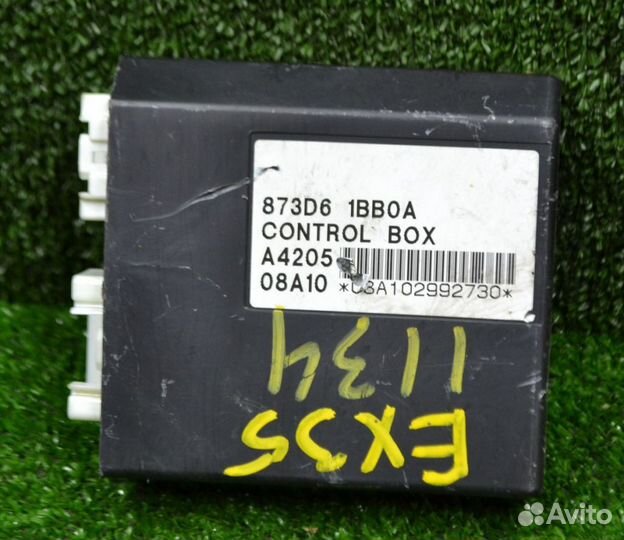 873D6 1BB0A
CONTROL BOX
A4205
08A10 *08A102992730*
1134
EX35
Avito